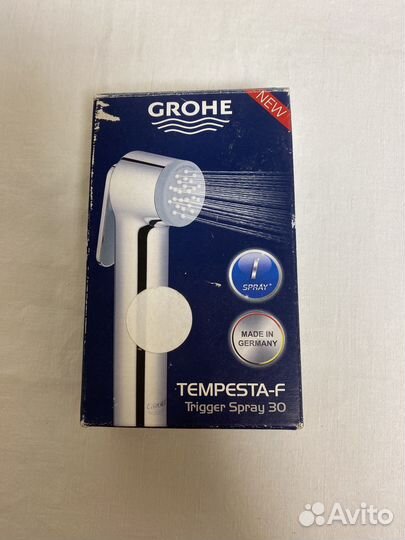 GROHE
NEW
SPRAY+
MADE IN
GERMANY
TEMPESTA-F
Trigger Spray 30
Avito